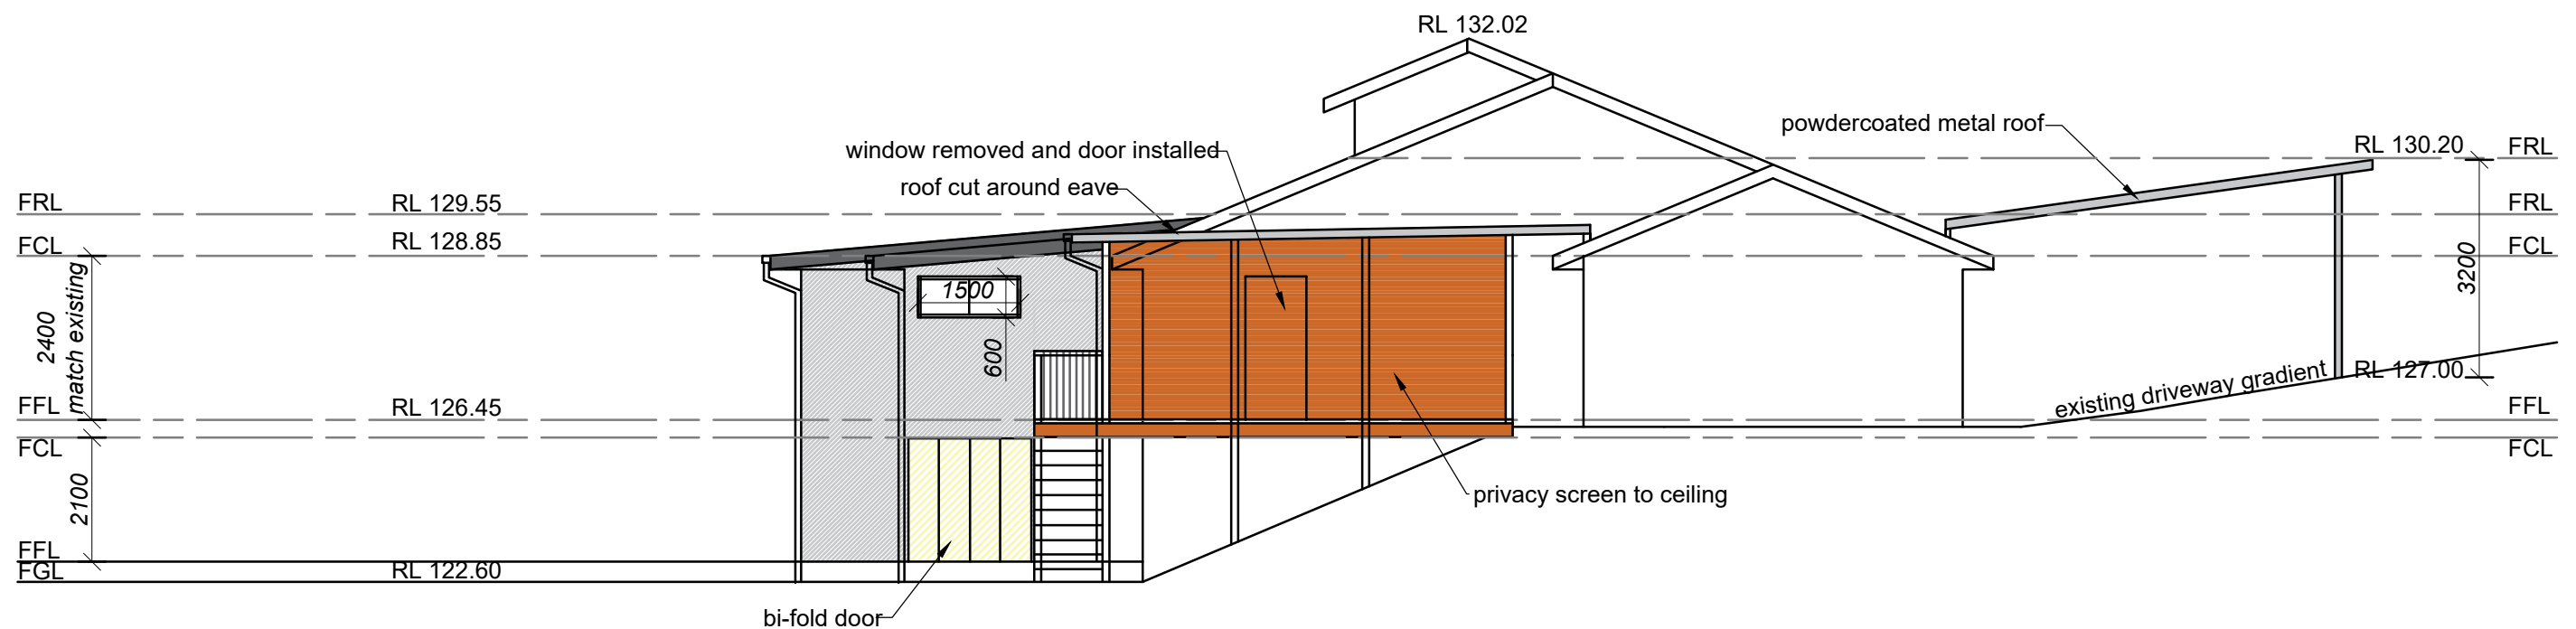 RL 132.02
powdercoated metal roof
window removed and door installed
RL 130.20
FRL
roof cut around eave
FRL
RL 129.55
FRL
FCL
RL 128.85
FCL
1500
3200
2400
match existing
600
RL 127.00
existing driveway gradient
FFL
RL 126.45
FFL
FCL
FCL
2100
privacy screen to ceiling
FFL
FGL
RL 122.60
bi-fold door